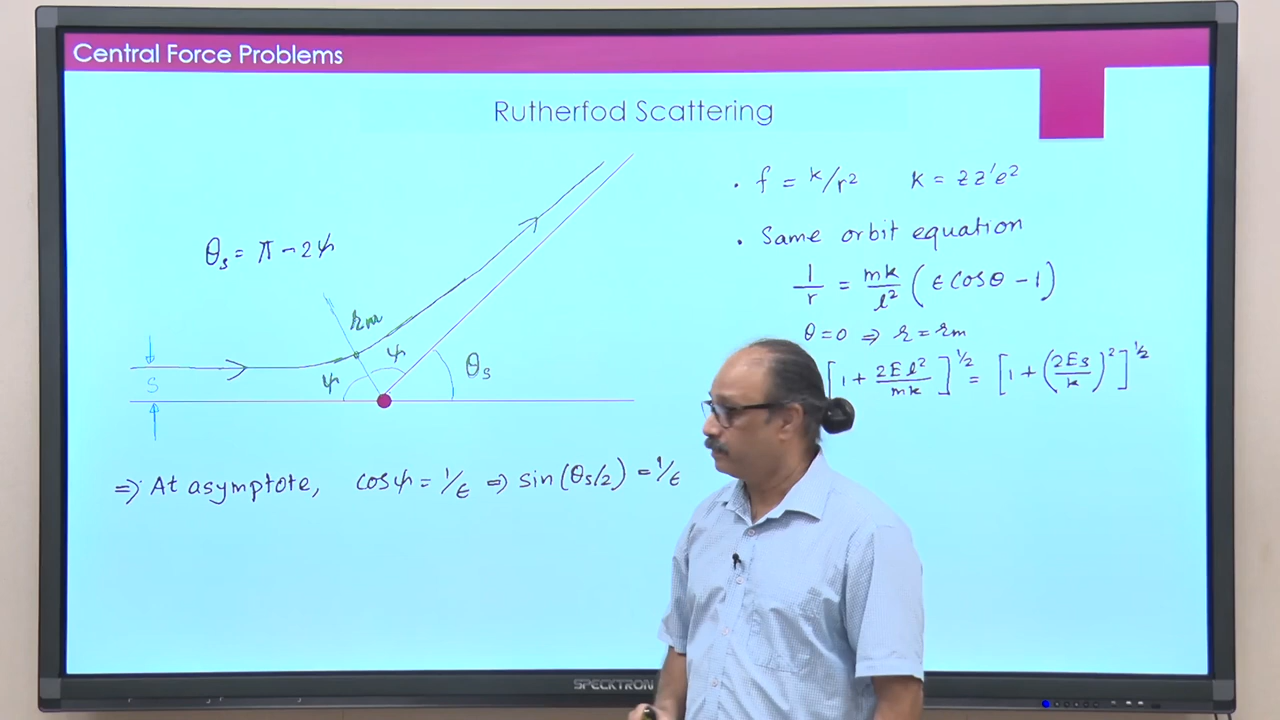 Central Force Problems
Rutherfod Scattering
θs = π − 2ψ
rm
ψ
ψ
θs
S
⇒ At asymptote, cosψ = 1/ε ⇒ sin(θs/2) = 1/ε
• f = k/r² k = zz'e²
• Same orbit equation
1/r = mk/l² (ε cosθ − 1)
θ=0 ⇒ r = rm
[1 + 2El²/mk]^1/2 = [1 + (2Es/k)²]^1/2
SPECKTRON